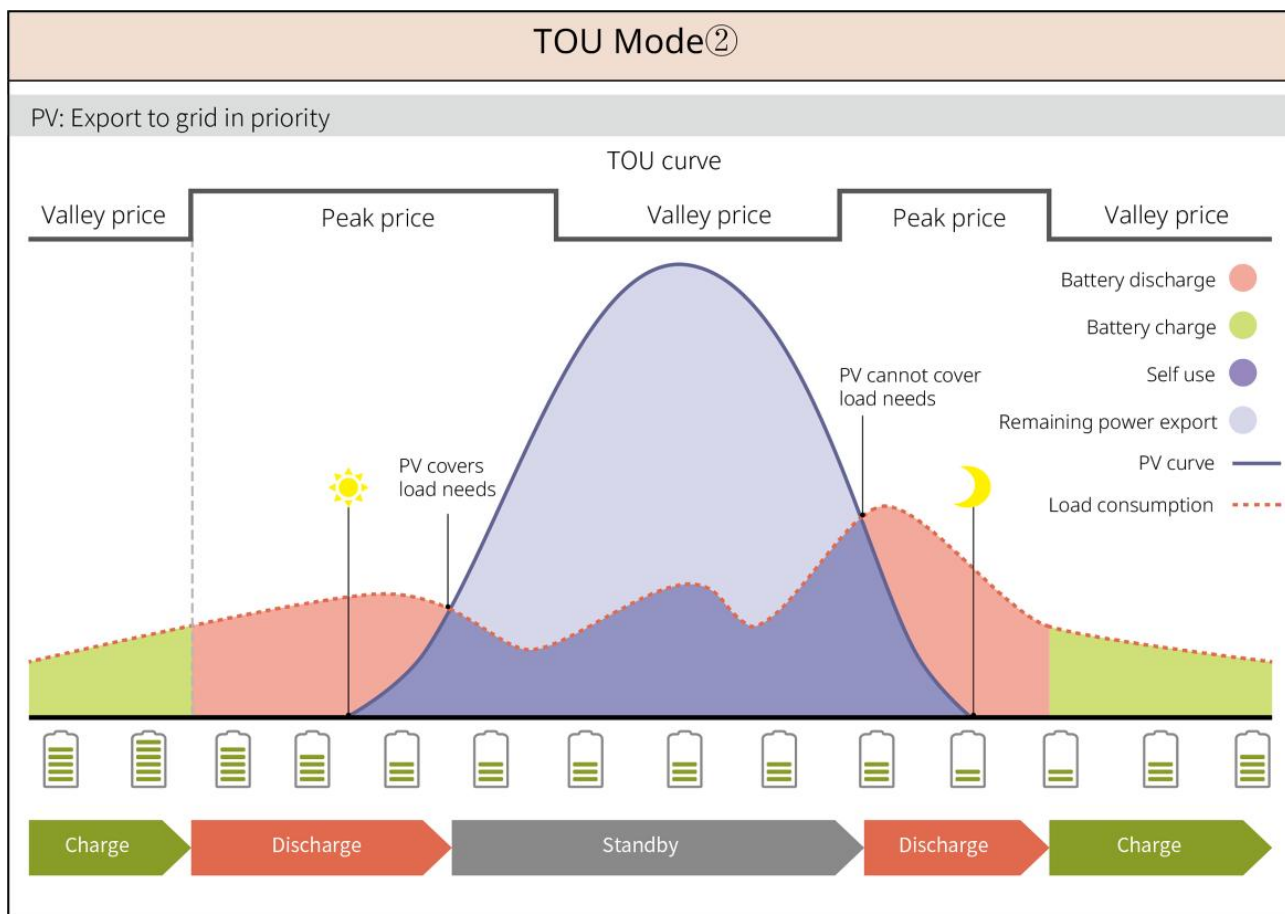 TOU Mode②
PV: Export to grid in priority
TOU curve
Valley price
Peak price
Valley price
Peak price
Valley price
Battery discharge
Battery charge
Self use
Remaining power export
PV curve
Load consumption
PV covers
load needs
PV cannot cover
load needs
Charge
Discharge
Standby
Discharge
Charge